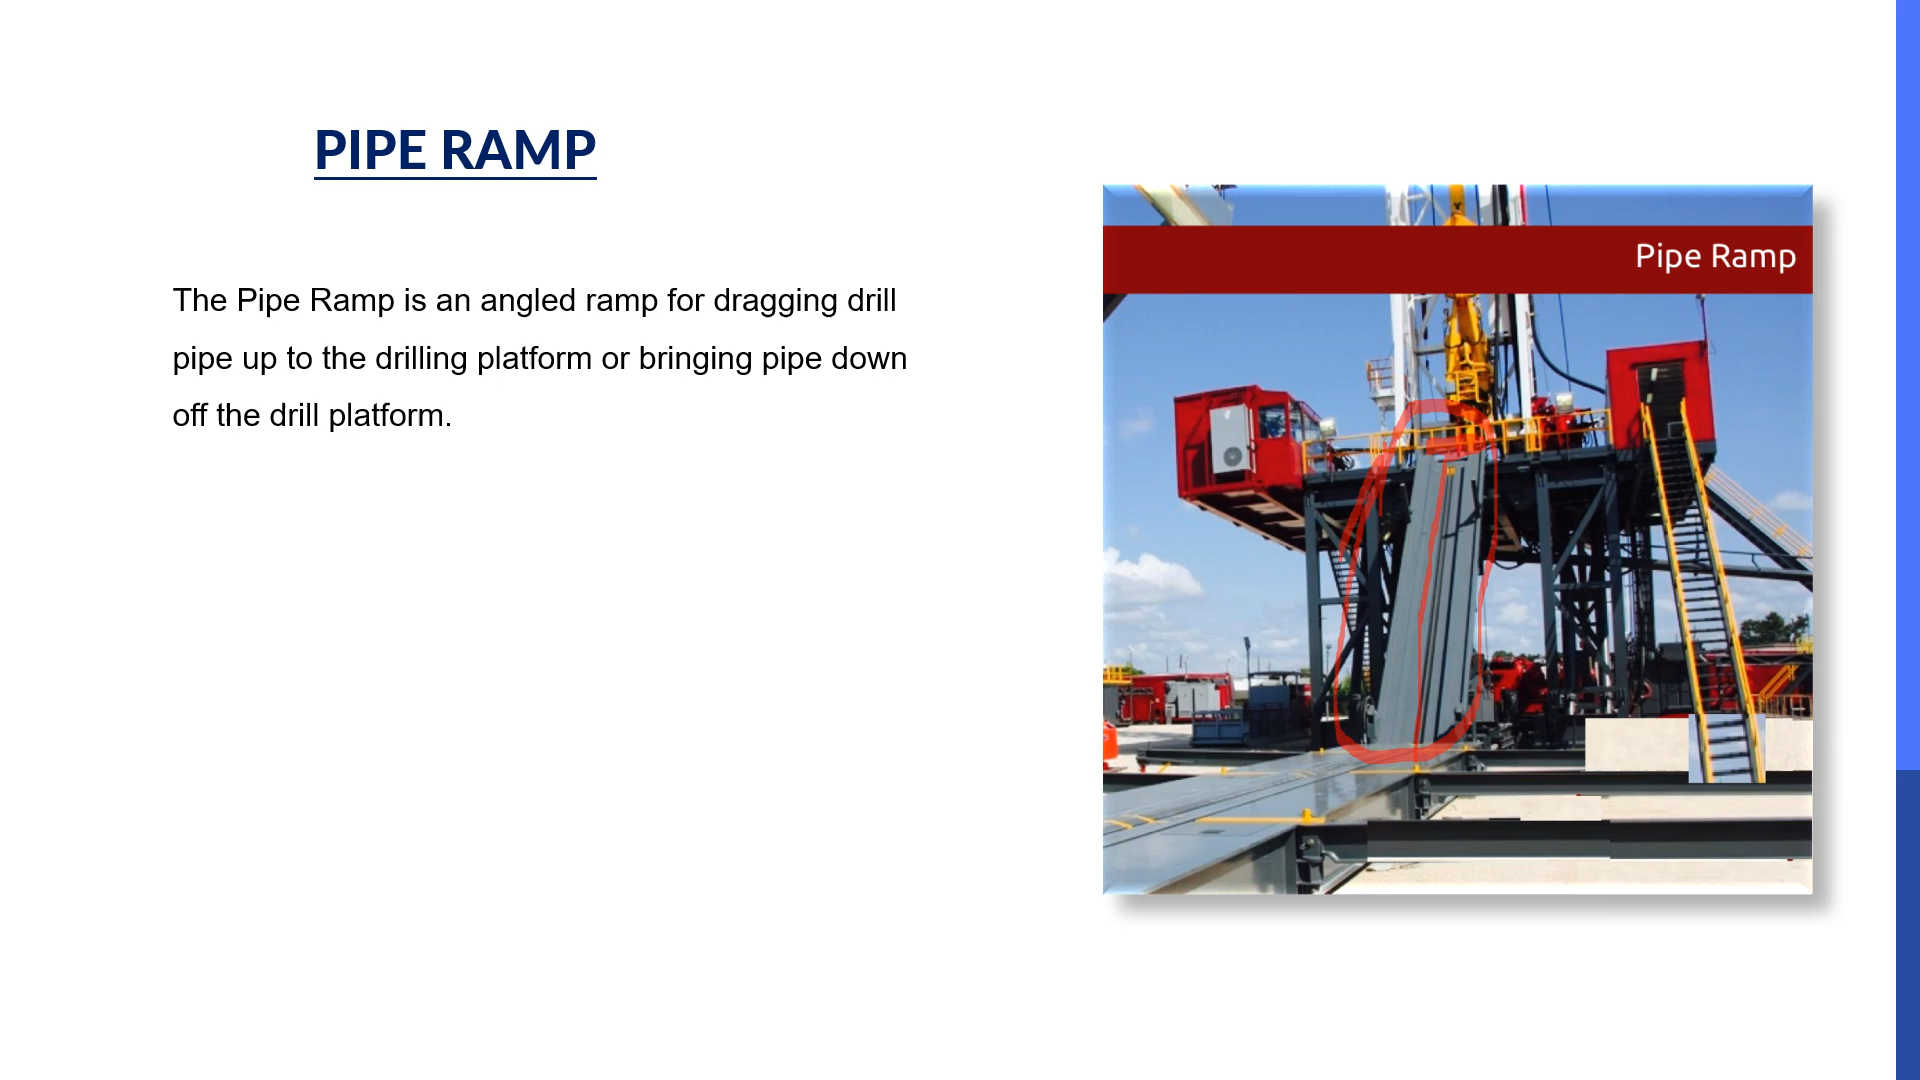 PIPE RAMP
The Pipe Ramp is an angled ramp for dragging drill
pipe up to the drilling platform or bringing pipe down
off the drill platform.
Pipe Ramp